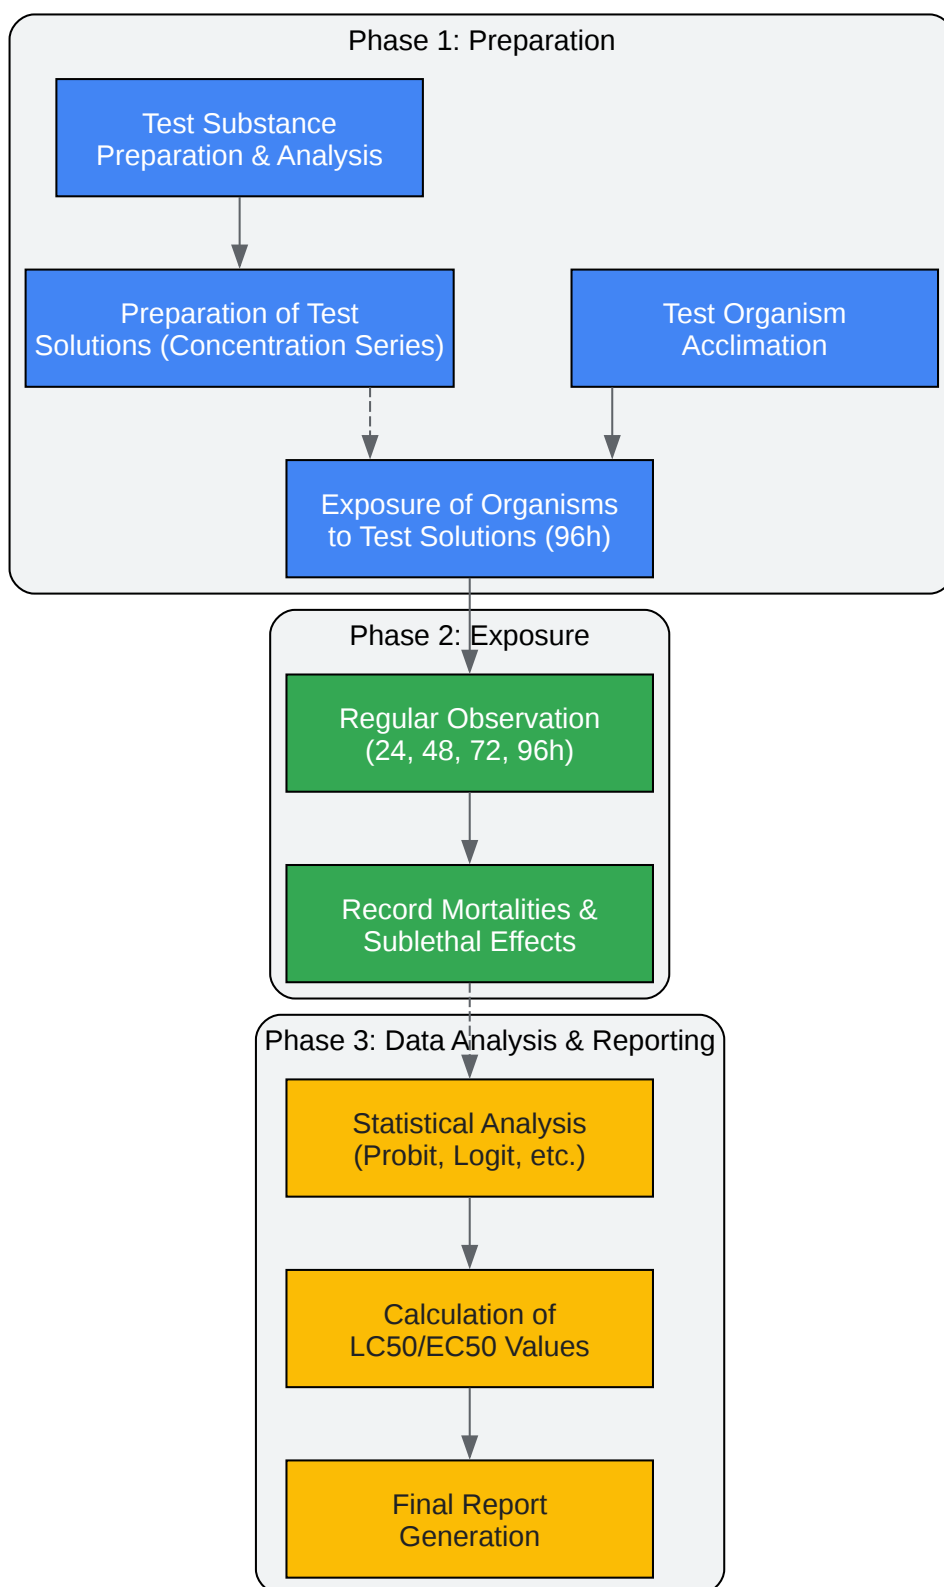 Phase 1: Preparation
Test Substance
Preparation & Analysis
Preparation of Test
Solutions (Concentration Series)
Test Organism
Acclimation
Exposure of Organisms
to Test Solutions (96h)
Phase 2: Exposure
Regular Observation
(24, 48, 72, 96h)
Record Mortalities &
Sublethal Effects
Phase 3: Data Analysis & Reporting
Statistical Analysis
(Probit, Logit, etc.)
Calculation of
LC50/EC50 Values
Final Report
Generation